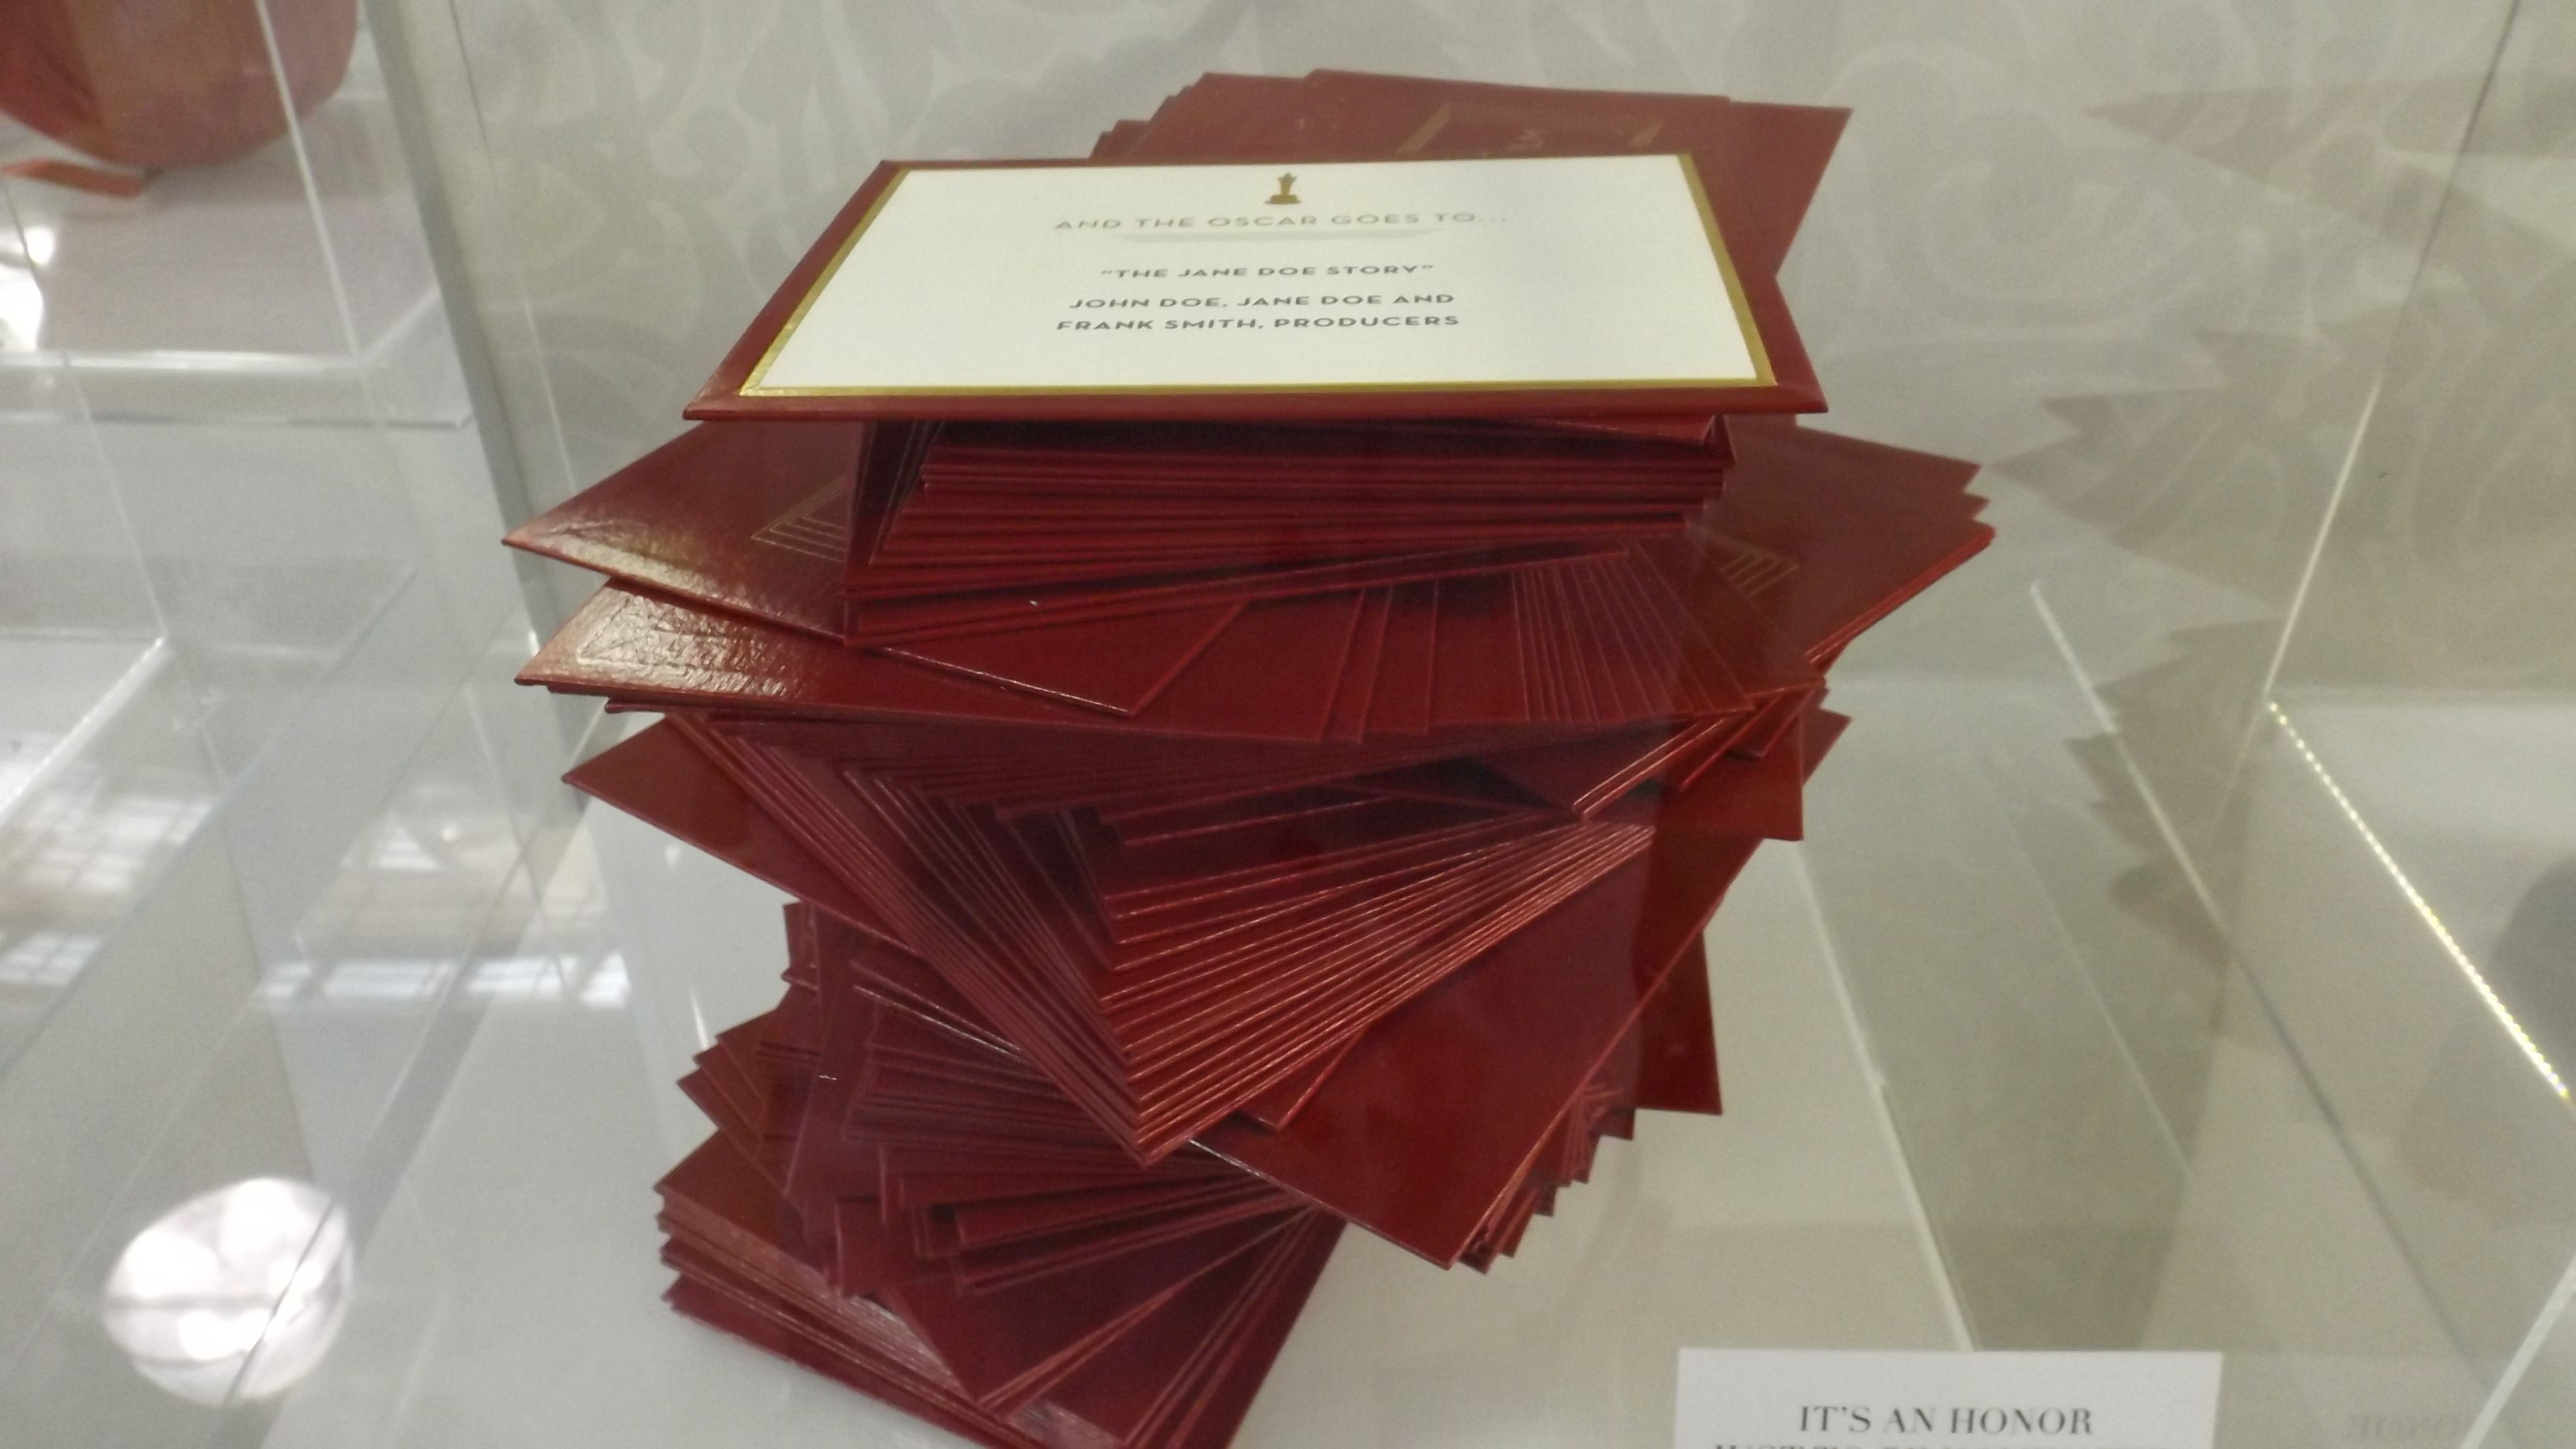 AND THE OSCAR GOES TO...
"THE JANE DOE STORY"
JOHN DOE, JANE DOE AND
FRANK SMITH, PRODUCERS
IT'S AN HONOR